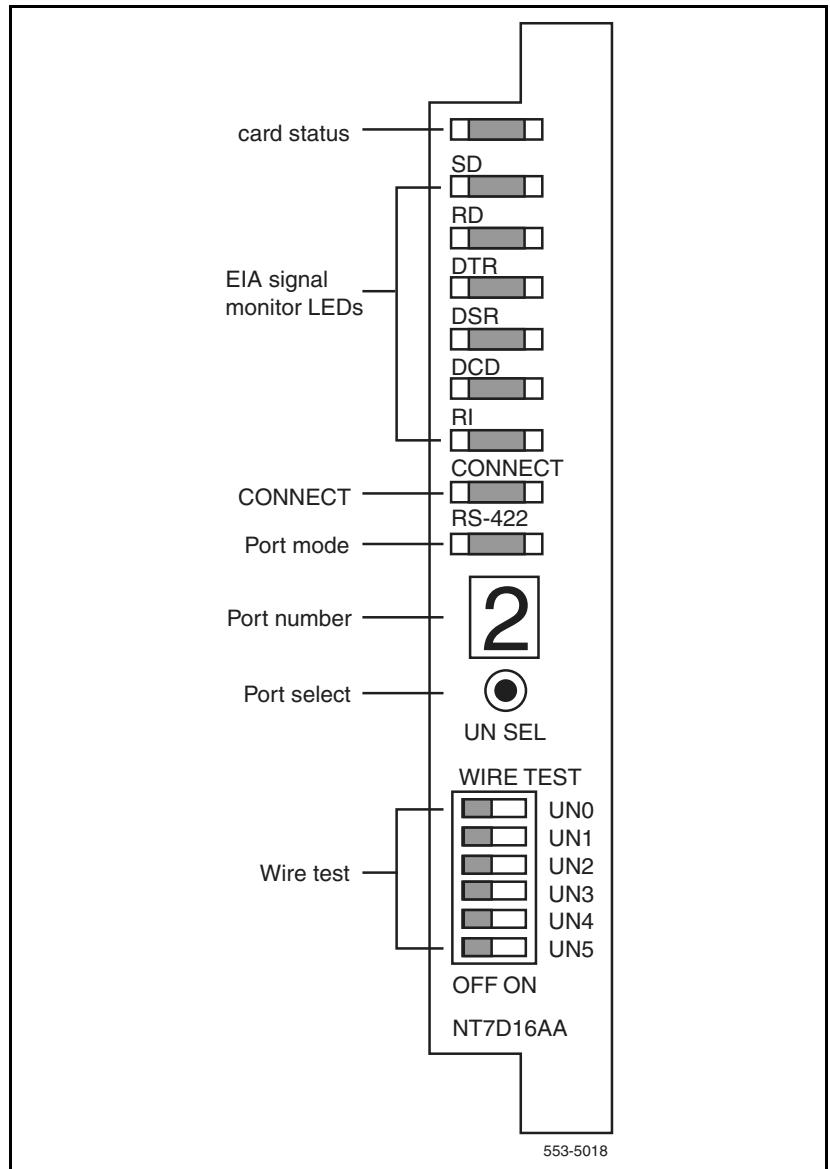 card status
SD
RD
DTR
EIA signal
monitor LEDs
DSR
DCD
RI
CONNECT
CONNECT
RS-422
Port mode
Port number
2
Port select
UN SEL
WIRE TEST
UN0
UN1
UN2
Wire test
UN3
UN4
UN5
OFF ON
NT7D16AA
553-5018